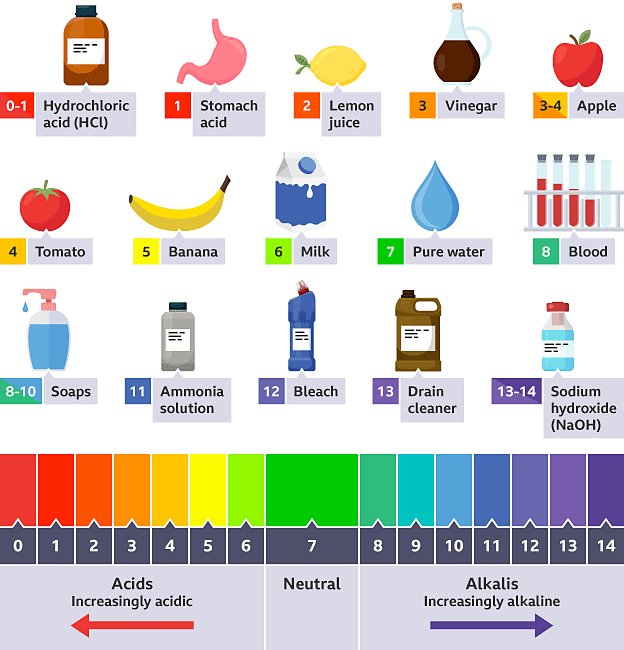 0-1 Hydrochloric
acid (HCl)
1 Stomach
acid
2 Lemon
juice
3 Vinegar
3-4 Apple
4 Tomato
5 Banana
6 Milk
7 Pure water
8 Blood
8-10 Soaps
11 Ammonia
solution
12 Bleach
13 Drain
cleaner
13-14 Sodium
hydroxide
(NaOH)
0 1 2 3 4 5 6 7 8 9 10 11 12 13 14
Acids
Increasingly acidic
Neutral
Alkalis
Increasingly alkaline